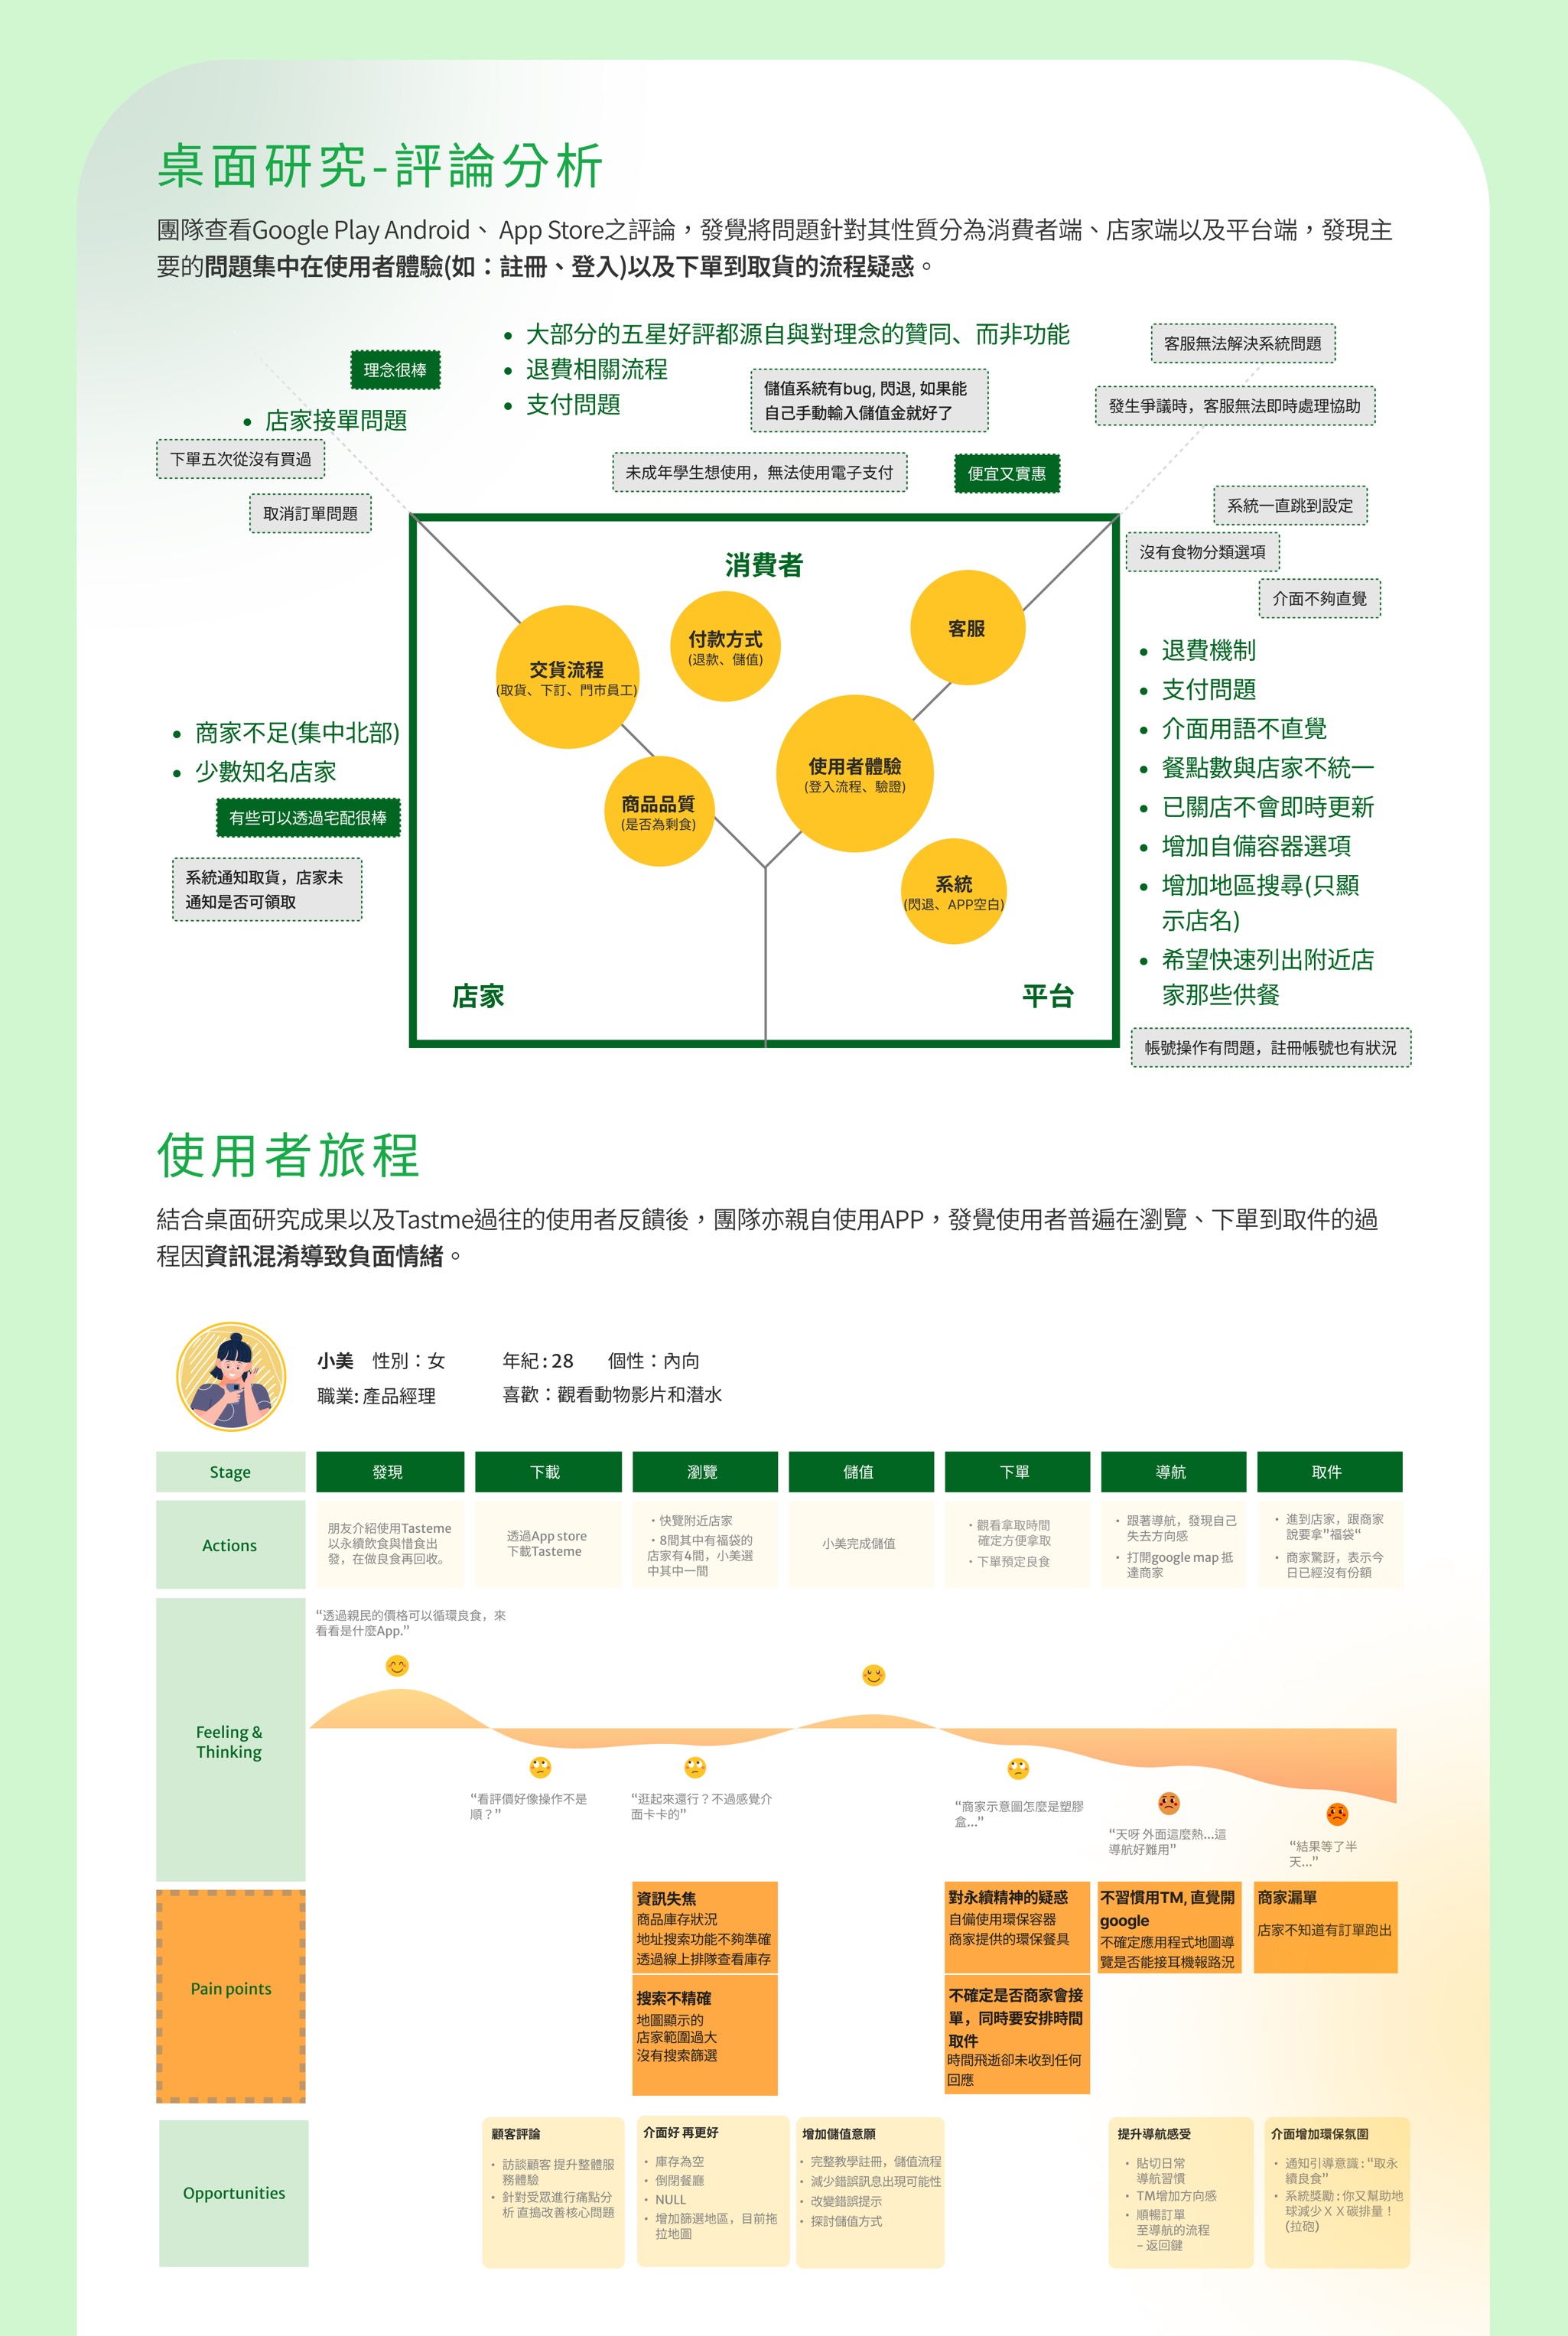 桌面研究-評論分析
團隊查看Google Play Android、 App Store之評論，發覺將問題針對其性質分為消費者端、店家端以及平台端，發現主
要的問題集中在使用者體驗(如：註冊、登入)以及下單到取貨的流程疑惑。
• 大部分的五星好評都源自與對理念的贊同、而非功能
• 退費相關流程
• 支付問題
理念很棒
• 店家接單問題
下單五次從沒有買過
取消訂單問題
儲值系統有bug, 閃退, 如果能
自己手動輸入儲值金就好了
未成年學生想使用，無法使用電子支付
便宜又實惠
客服無法解決系統問題
發生爭議時，客服無法即時處理協助
系統一直跳到設定
沒有食物分類選項
介面不夠直覺
消費者
交貨流程
(取貨、下訂、門市員工)
付款方式
(退款、儲值)
客服
使用者體驗
(登入流程、驗證)
商品品質
(是否為剩食)
系統
(閃退、APP空白)
店家
平台
• 商家不足(集中北部)
• 少數知名店家
有些可以透過宅配很棒
系統通知取貨，店家未
通知是否可領取
• 退費機制
• 支付問題
• 介面用語不直覺
• 餐點數與店家不統一
• 已關店不會即時更新
• 增加自備容器選項
• 增加地區搜尋(只顯
示店名)
• 希望快速列出附近店
家那些供餐
帳號操作有問題，註冊帳號也有狀況
使用者旅程
結合桌面研究成果以及Tastme過往的使用者反饋後，團隊亦親自使用APP，發覺使用者普遍在瀏覽、下單到取件的過
程因資訊混淆導致負面情緒。
小美 性別：女 年紀 : 28 個性：內向
職業: 產品經理 喜歡：觀看動物影片和潛水
Stage 發現 下載 瀏覽 儲值 下單 導航 取件
Actions
朋友介紹使用Tasteme
以永續飲食與惜食出
發，在做良食再回收。
透過App store
下載Tasteme
• 快覽附近店家
• 8間其中有福袋的
店家有4間，小美選
中其中一間
小美完成儲值
• 觀看拿取時間
確定方便拿取
• 下單預定良食
• 跟著導航，發現自己
失去方向感
• 打開google map 抵
達商家
• 進到店家，跟商家
說要拿”福袋“
• 商家驚訝，表示今
日已經沒有份額
Feeling &
Thinking
“透過親民的價格可以循環良食，來
看看是什麼App.”
“看評價好像操作不是
順？”
“逛起來還行？不過感覺介
面卡卡的”
“商家示意圖怎麼是塑膠
盒...”
“天呀 外面這麼熱...這
導航好難用”
“結果等了半
天...”
Pain points
資訊失焦
商品庫存狀況
地址搜索功能不夠準確
透過線上排隊查看庫存
搜索不精確
地圖顯示的
店家範圍過大
沒有搜索篩選
對永續精神的疑惑
自備使用環保容器
商家提供的環保餐具
不確定是否商家會接
單，同時要安排時間
取件
時間飛逝卻未收到任何
回應
不習慣用TM, 直覺開
google
不確定應用程式地圖導
覽是否能接耳機報路況
商家漏單
店家不知道有訂單跑出
Opportunities
顧客評論
• 訪談顧客 提升整體服
務體驗
• 針對受眾進行痛點分
析 直搗改善核心問題
介面好 再更好
• 庫存為空
• 倒閉餐廳
• NULL
• 增加篩選地區，目前拖
拉地圖
增加儲值意願
• 完整教學註冊，儲值流程
• 減少錯誤訊息出現可能性
• 改變錯誤提示
• 探討儲值方式
提升導航感受
• 貼切日常
導航習慣
• TM增加方向感
• 順暢訂單
至導航的流程
– 返回鍵
介面增加環保氛圍
• 通知引導意識 : “取永
續良食”
• 系統獎勵 : 你又幫助地
球減少ＸＸ碳排量！
(拉砲)